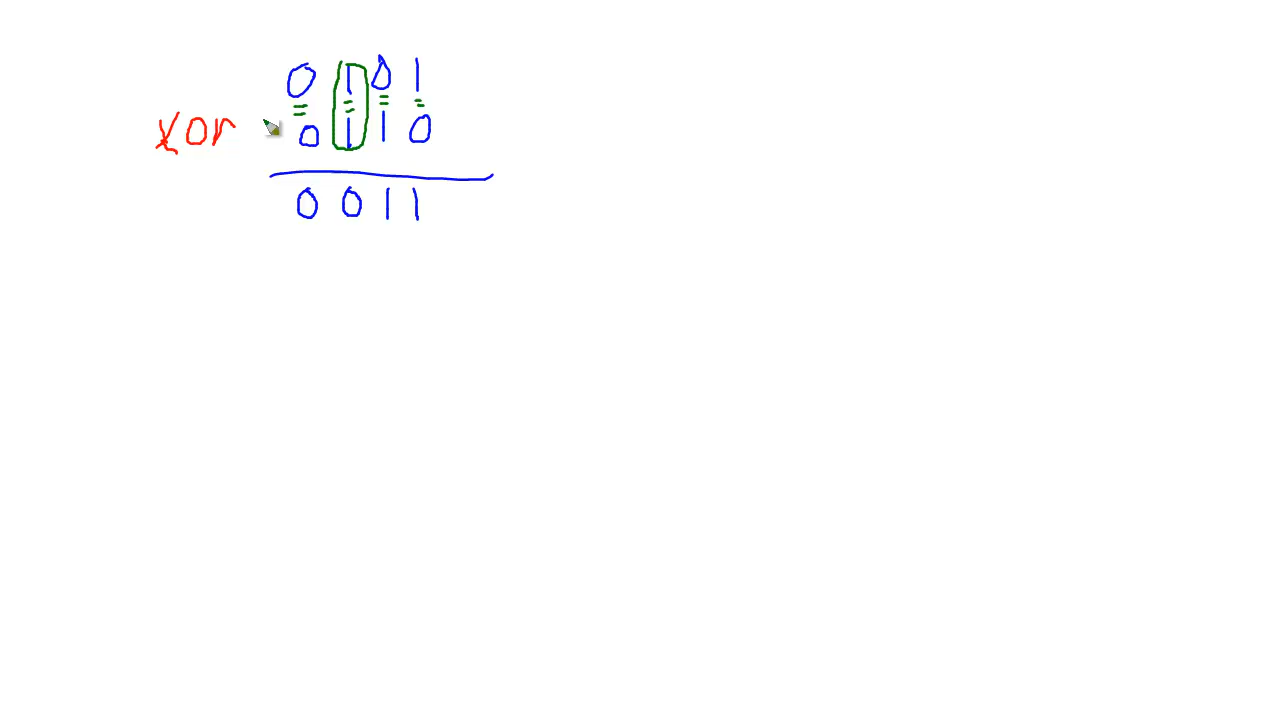 0 1 0 1
= = = =
xor 0 1 1 0
0 0 1 1